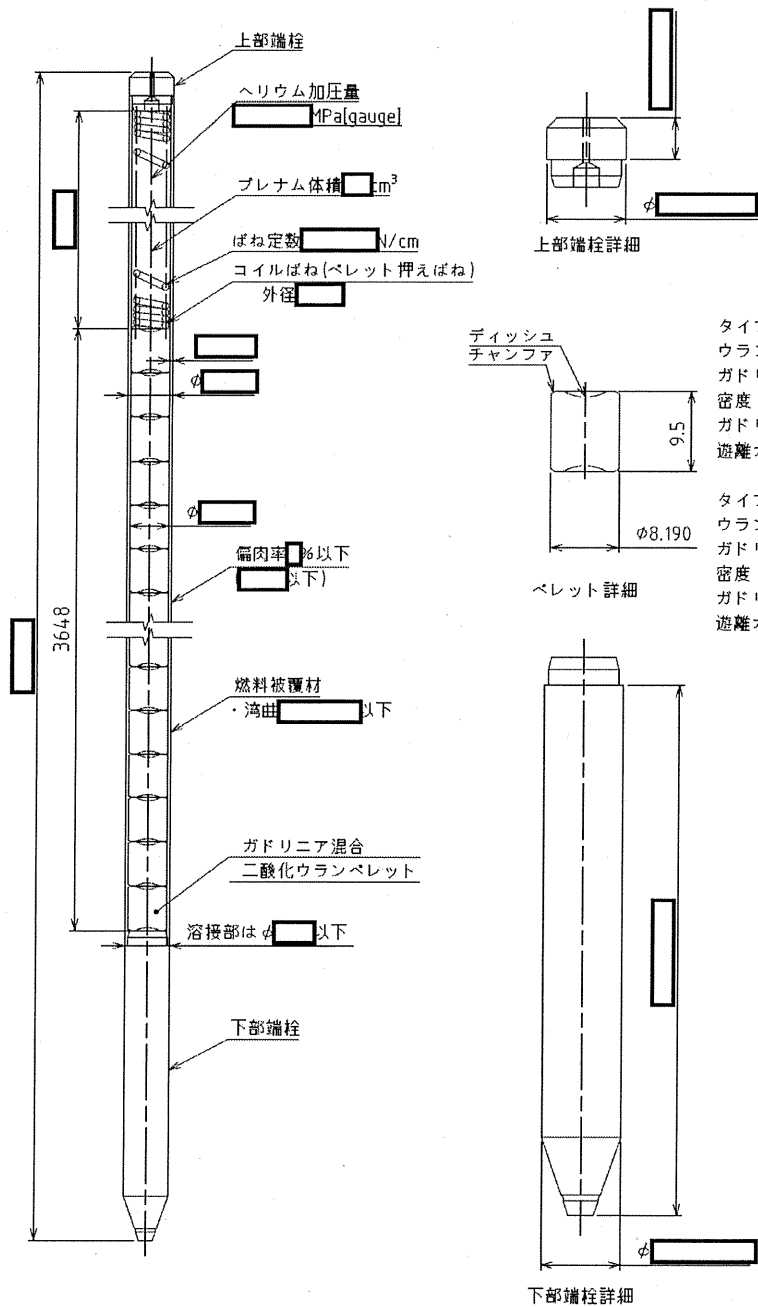 上部端栓
ヘリウム加圧量
MPa[gauge]
プレナム体積 cm³
ばね定数 N/cm
コイルばね(ペレット押えばね)
外径
φ
φ
偏肉率 %以下
( 以下)
3648
燃料被覆材
・湾曲 以下
ガドリニア混合
二酸化ウランペレット
溶接部は φ 以下
下部端栓
φ
上部端栓詳細
ディッシュ
チャンファ
9.5
φ8.190
ペレット詳細
タイプ
ウラン
ガドリ
密度
ガドリ
遊離
タイプ
ウラン
ガドリ
密度
ガドリ
遊離
φ
下部端栓詳細